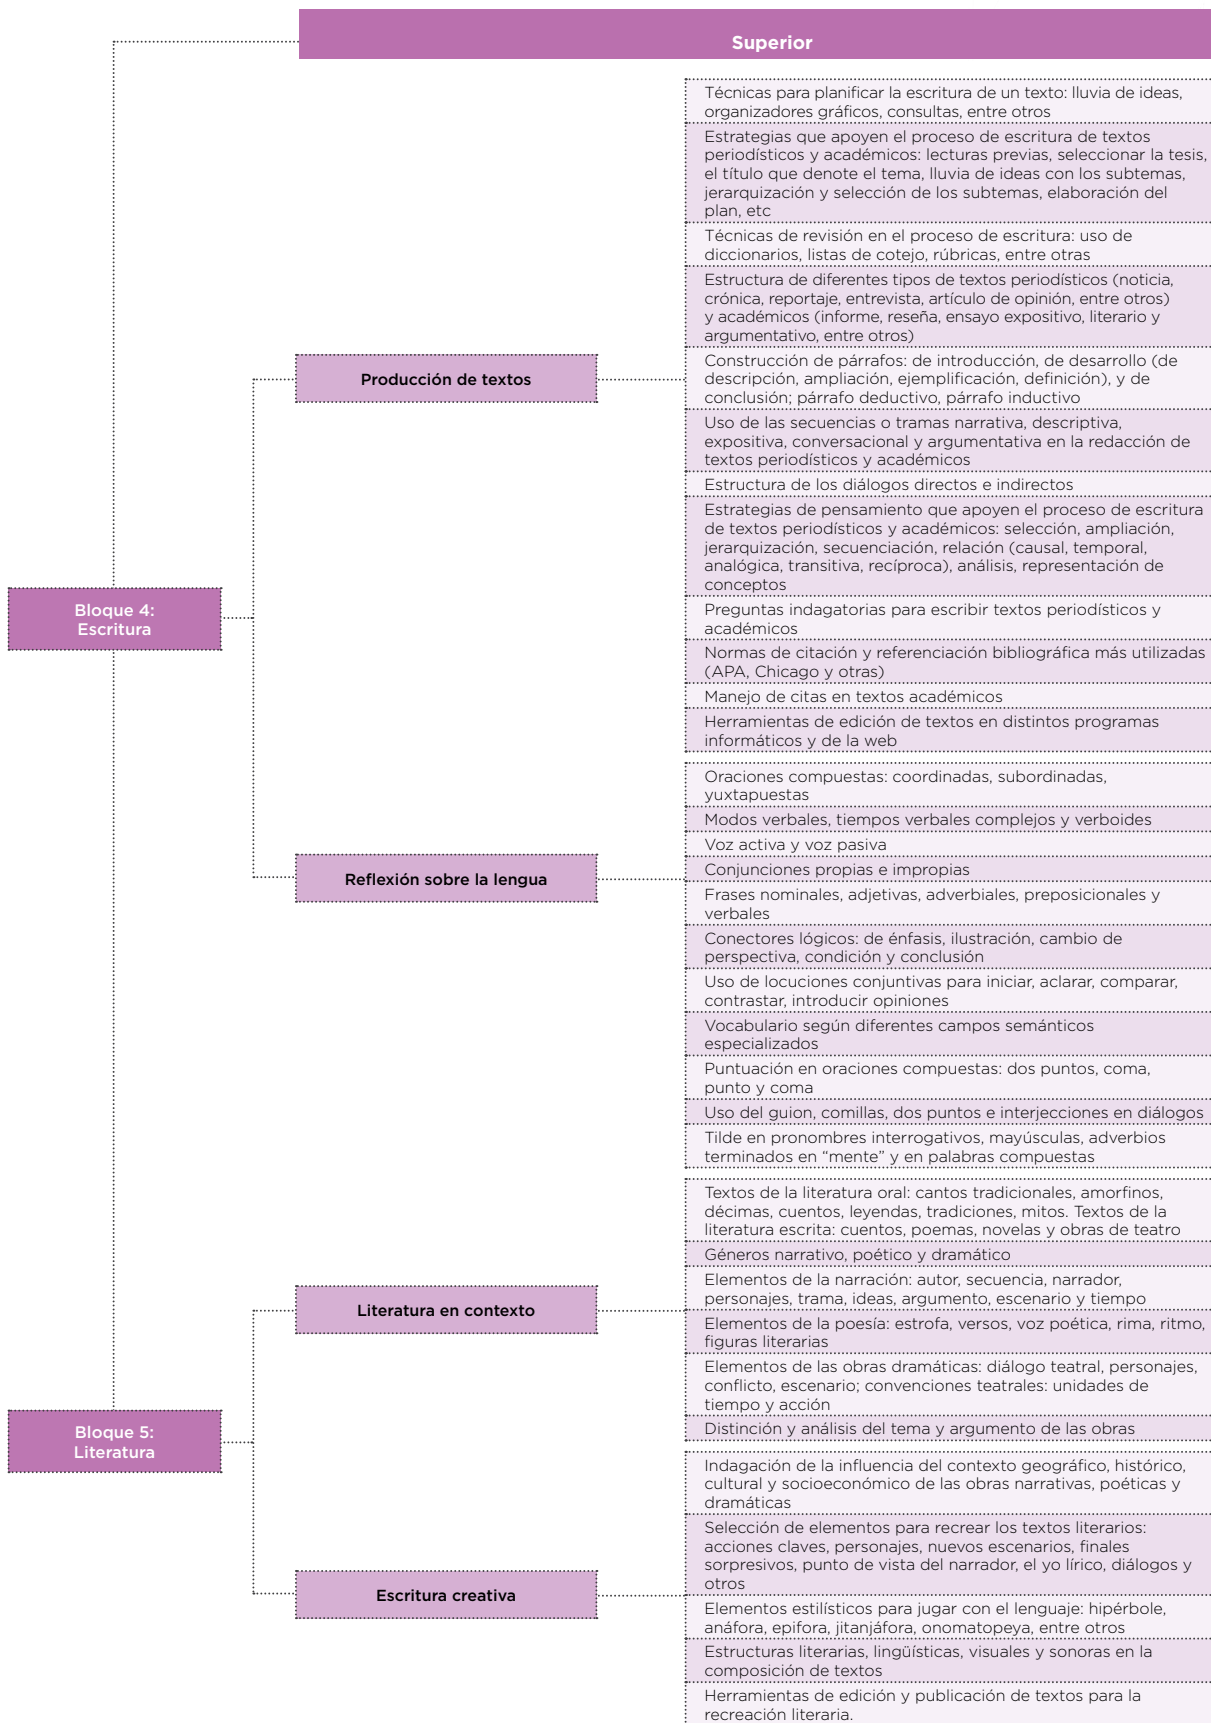 Superior
Técnicas para planificar la escritura de un texto: lluvia de ideas,
organizadores gráficos, consultas, entre otros
Estrategias que apoyen el proceso de escritura de textos
periodísticos y académicos: lecturas previas, seleccionar la tesis,
el título que denote el tema, lluvia de ideas con los subtemas,
jerarquización y selección de los subtemas, elaboración del
plan, etc
Técnicas de revisión en el proceso de escritura: uso de
diccionarios, listas de cotejo, rúbricas, entre otras
Estructura de diferentes tipos de textos periodísticos (noticia,
crónica, reportaje, entrevista, artículo de opinión, entre otros)
y académicos (informe, reseña, ensayo expositivo, literario y
argumentativo, entre otros)
Producción de textos
Construcción de párrafos: de introducción, de desarrollo (de
descripción, ampliación, ejemplificación, definición), y de
conclusión; párrafo deductivo, párrafo inductivo
Uso de las secuencias o tramas narrativa, descriptiva,
expositiva, conversacional y argumentativa en la redacción de
textos periodísticos y académicos
Estructura de los diálogos directos e indirectos
Estrategias de pensamiento que apoyen el proceso de escritura
de textos periodísticos y académicos: selección, ampliación,
jerarquización, secuenciación, relación (causal, temporal,
analógica, transitiva, recíproca), análisis, representación de
conceptos
Bloque 4:
Escritura
Preguntas indagatorias para escribir textos periodísticos y
académicos
Normas de citación y referenciación bibliográfica más utilizadas
(APA, Chicago y otras)
Manejo de citas en textos académicos
Herramientas de edición de textos en distintos programas
informáticos y de la web
Oraciones compuestas: coordinadas, subordinadas,
yuxtapuestas
Modos verbales, tiempos verbales complejos y verboides
Voz activa y voz pasiva
Conjunciones propias e impropias
Reflexión sobre la lengua
Frases nominales, adjetivas, adverbiales, preposicionales y
verbales
Conectores lógicos: de énfasis, ilustración, cambio de
perspectiva, condición y conclusión
Uso de locuciones conjuntivas para iniciar, aclarar, comparar,
contrastar, introducir opiniones
Vocabulario según diferentes campos semánticos
especializados
Puntuación en oraciones compuestas: dos puntos, coma,
punto y coma
Uso del guion, comillas, dos puntos e interjecciones en diálogos
Tilde en pronombres interrogativos, mayúsculas, adverbios
terminados en “mente” y en palabras compuestas
Textos de la literatura oral: cantos tradicionales, amorfinos,
décimas, cuentos, leyendas, tradiciones, mitos. Textos de la
literatura escrita: cuentos, poemas, novelas y obras de teatro
Géneros narrativo, poético y dramático
Elementos de la narración: autor, secuencia, narrador,
personajes, trama, ideas, argumento, escenario y tiempo
Literatura en contexto
Elementos de la poesía: estrofa, versos, voz poética, rima, ritmo,
figuras literarias
Elementos de las obras dramáticas: diálogo teatral, personajes,
conflicto, escenario; convenciones teatrales: unidades de
tiempo y acción
Distinción y análisis del tema y argumento de las obras
Bloque 5:
Literatura
Indagación de la influencia del contexto geográfico, histórico,
cultural y socioeconómico de las obras narrativas, poéticas y
dramáticas
Selección de elementos para recrear los textos literarios:
acciones claves, personajes, nuevos escenarios, finales
sorpresivos, punto de vista del narrador, el yo lírico, diálogos y
otros
Escritura creativa
Elementos estilísticos para jugar con el lenguaje: hipérbole,
anáfora, epifora, jitanjáfora, onomatopeya, entre otros
Estructuras literarias, lingüísticas, visuales y sonoras en la
composición de textos
Herramientas de edición y publicación de textos para la
recreación literaria.